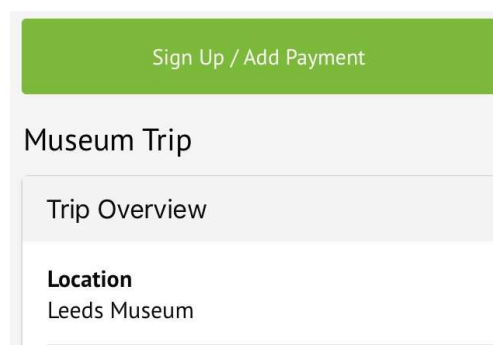 Sign Up / Add Payment
Museum Trip
Trip Overview
Location
Leeds Museum